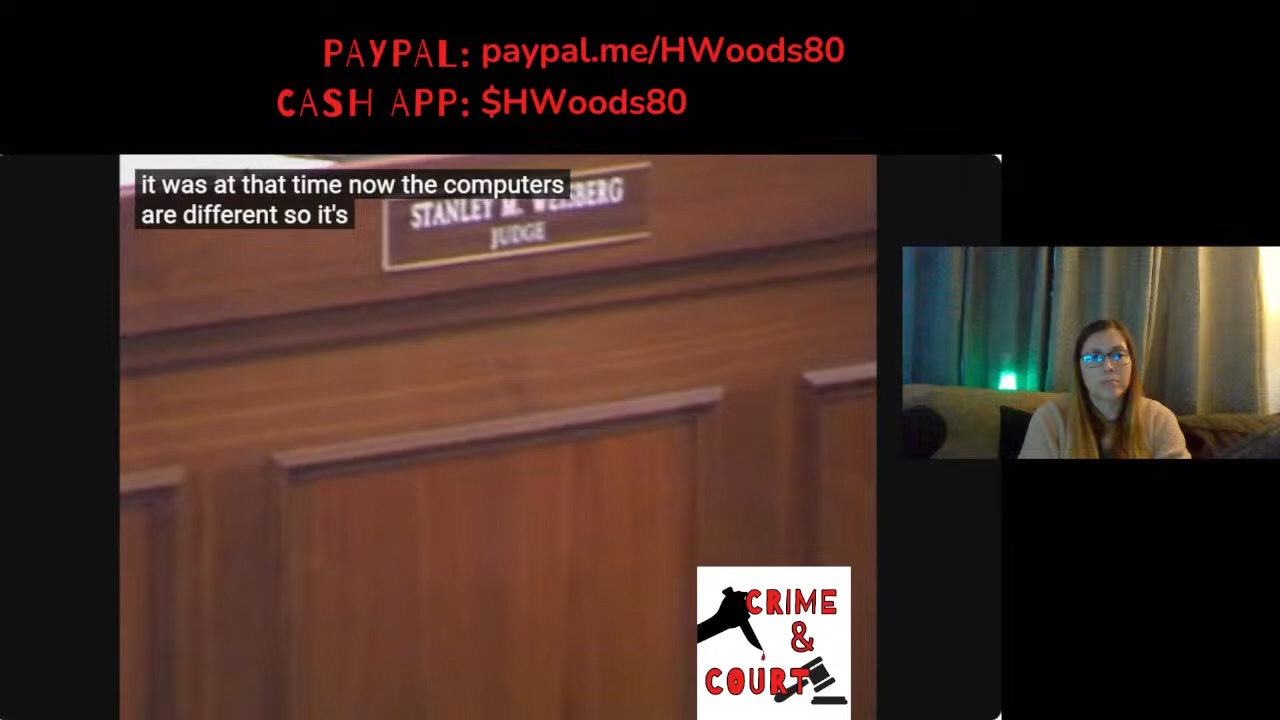 PAYPAL: paypal.me/HWoods80
CASH APP: $HWoods80
it was at that time now the computers
are different so it's
STANLEY M. WEISBERG
JUDGE
CRIME
&
COURT